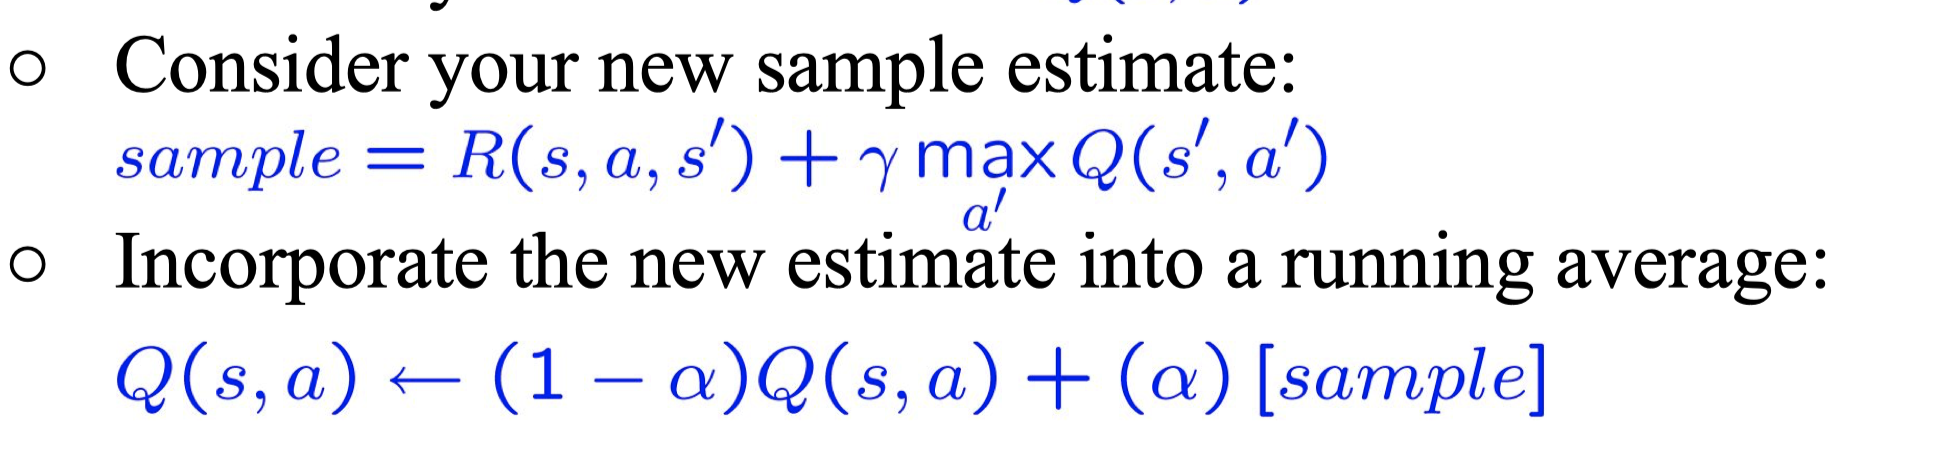 ○ Consider your new sample estimate:
sample = R(s, a, s′) + γ max Q(s′, a′)
a′
○ Incorporate the new estimate into a running average:
Q(s, a) ← (1 − α)Q(s, a) + (α) [sample]